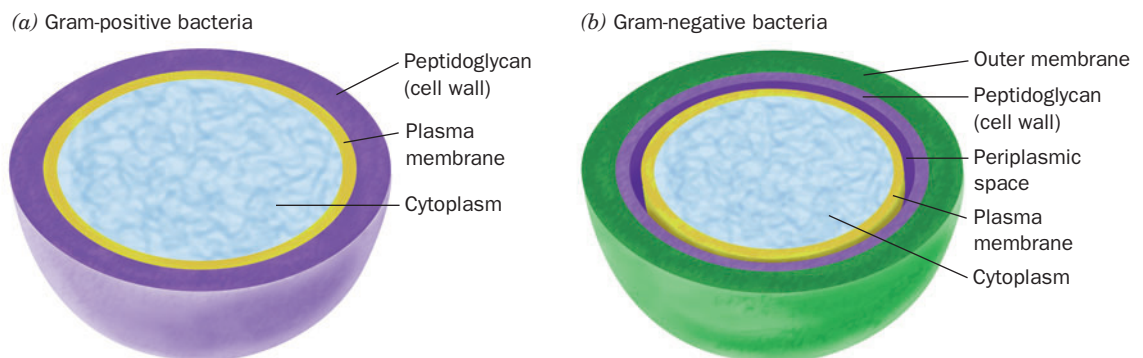 (a) Gram-positive bacteria
Peptidoglycan
(cell wall)
Plasma
membrane
Cytoplasm
(b) Gram-negative bacteria
Outer membrane
Peptidoglycan
(cell wall)
Periplasmic
space
Plasma
membrane
Cytoplasm